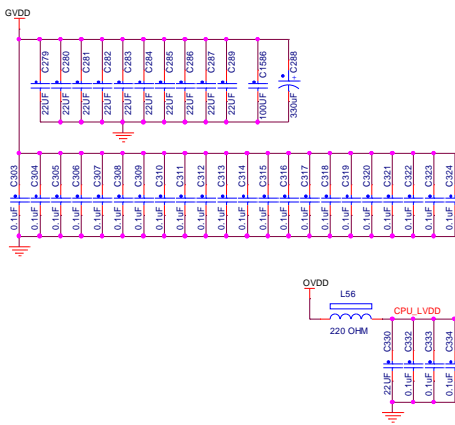 GVDD
C279
22UF
C280
22UF
C281
22UF
C282
22UF
C283
22UF
C284
22UF
C285
22UF
C286
22UF
C287
22UF
C289
22UF
C1586
100UF
+ C288
330uF
C303
0.1uF
C304
0.1uF
C305
0.1uF
C306
0.1uF
C307
0.1uF
C308
0.1uF
C309
0.1uF
C310
0.1uF
C311
0.1uF
C312
0.1uF
C313
0.1uF
C314
0.1uF
C315
0.1uF
C316
0.1uF
C317
0.1uF
C318
0.1uF
C319
0.1uF
C320
0.1uF
C321
0.1uF
C322
0.1uF
C323
0.1uF
C324
0.1uF
OVDD
L56
220 OHM
CPU_LVDD
C330
22UF
C332
0.1uF
C333
0.1uF
C334
0.1uF